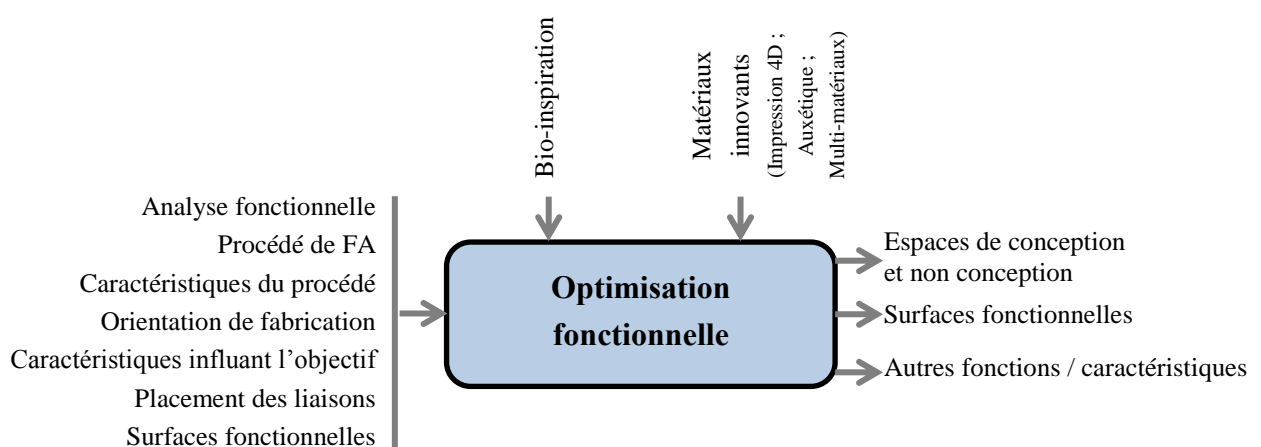 Bio-inspiration
Matériaux
innovants
(Impression 4D ;
Auxétique ;
Multi-matériaux)
Analyse fonctionnelle
Procédé de FA
Caractéristiques du procédé
Orientation de fabrication
Caractéristiques influant l’objectif
Placement des liaisons
Surfaces fonctionnelles
Optimisation
fonctionnelle
Espaces de conception
et non conception
Surfaces fonctionnelles
Autres fonctions / caractéristiques